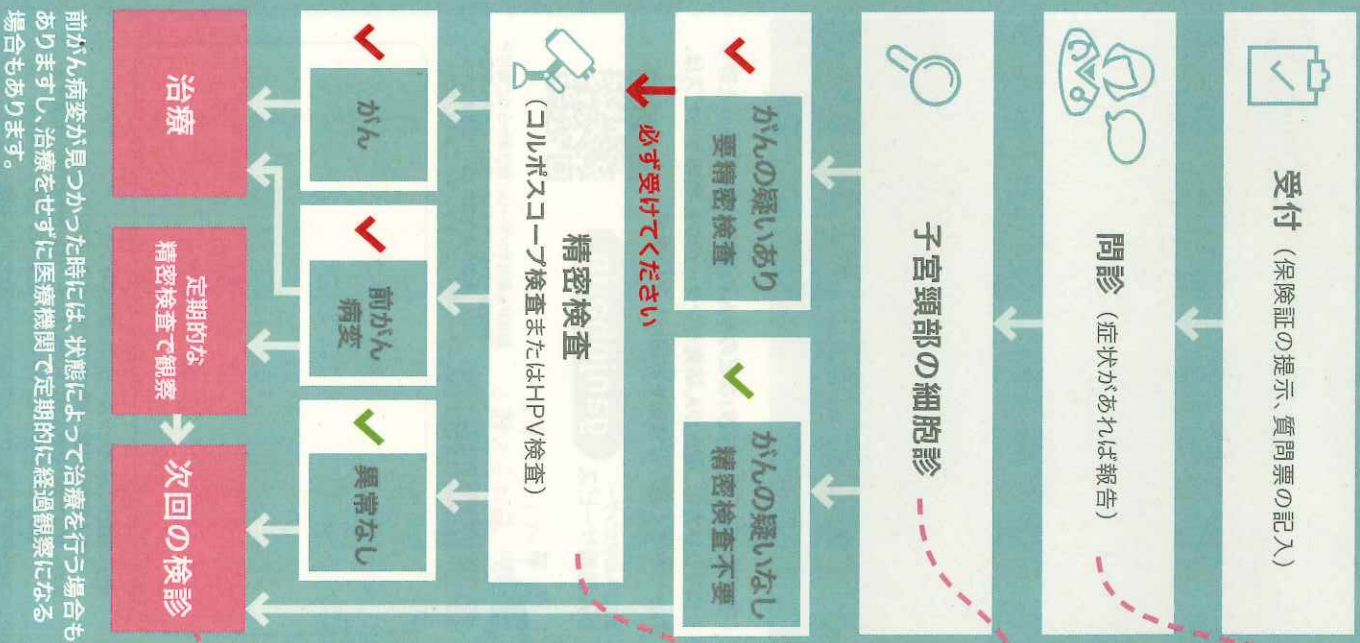 受付（保険証の提示、質問票の記入）
問診（症状があれば報告）
子宮頸部の細胞診
がんの疑いあり
要精密検査
がんの疑いなし
精密検査不要
必ず受けてください
精密検査
（コルポスコープ検査またはHPV検査）
がん
前がん
病変
異常なし
治療
定期的な
精密検査で観察
次回の検診
前がん病変が見つかった時には、状態によって治療を行う場合も
ありますし、治療をせずに医療機関で定期的に経過観察になる
場合もあります。